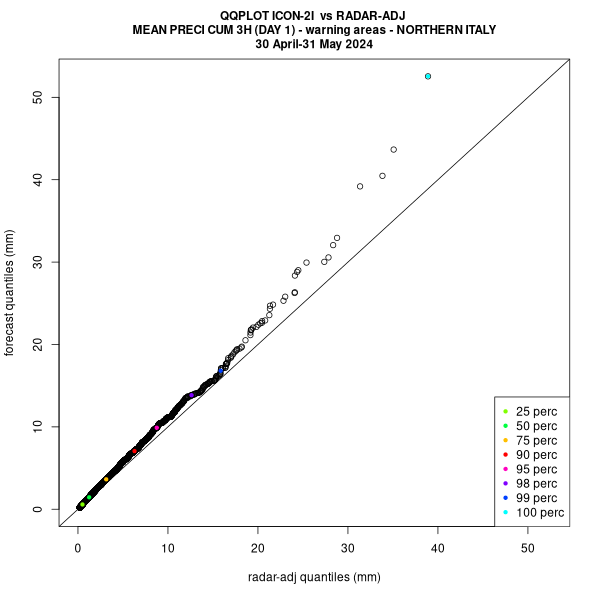 QQPLOT ICON-2I vs RADAR-ADJ
MEAN PRECI CUM 3H (DAY 1) - warning areas - NORTHERN ITALY
30 April-31 May 2024
forecast quantiles (mm)
50
40
30
20
10
0
0 10 20 30 40 50
radar-adj quantiles (mm)
25 perc
50 perc
75 perc
90 perc
95 perc
98 perc
99 perc
100 perc